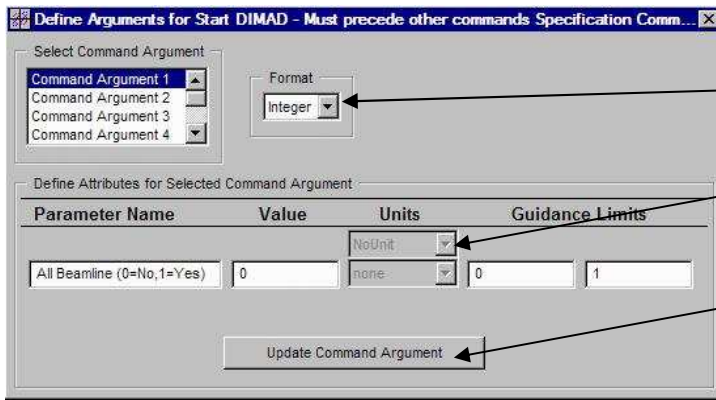 Define Arguments for Start DIMAD - Must precede other commands Specification Comm...
Select Command Argument
Command Argument 1
Command Argument 2
Command Argument 3
Command Argument 4
Format
Integer
Define Attributes for Selected Command Argument
Parameter Name Value Units Guidance Limits
NoUnit
All Beamline (0=No,1=Yes) 0 none 0 1
Update Command Argument